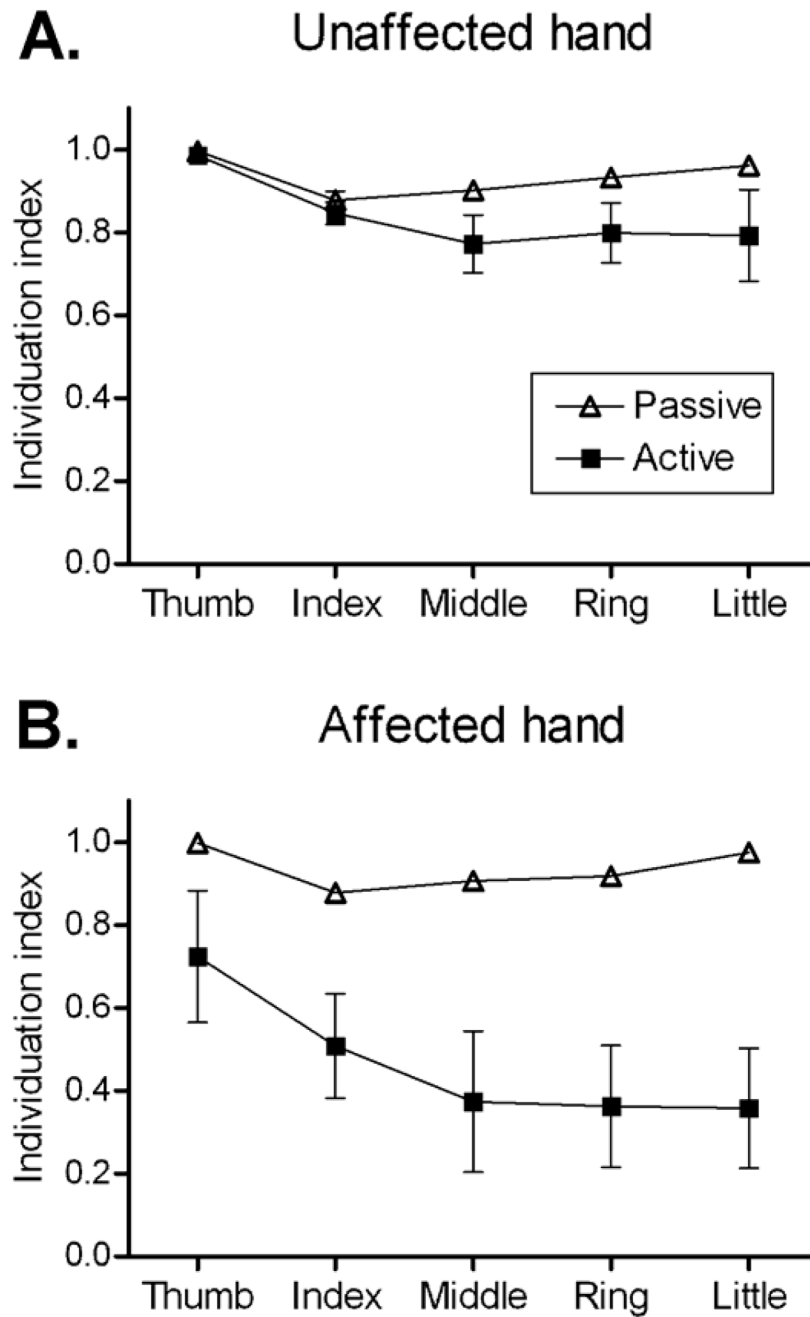 A. Unaffected hand
Individuation index
1.0
0.8
0.6
0.4
0.2
0.0
Passive
Active
Thumb Index Middle Ring Little
B. Affected hand
Individuation index
1.0
0.8
0.6
0.4
0.2
0.0
Thumb Index Middle Ring Little